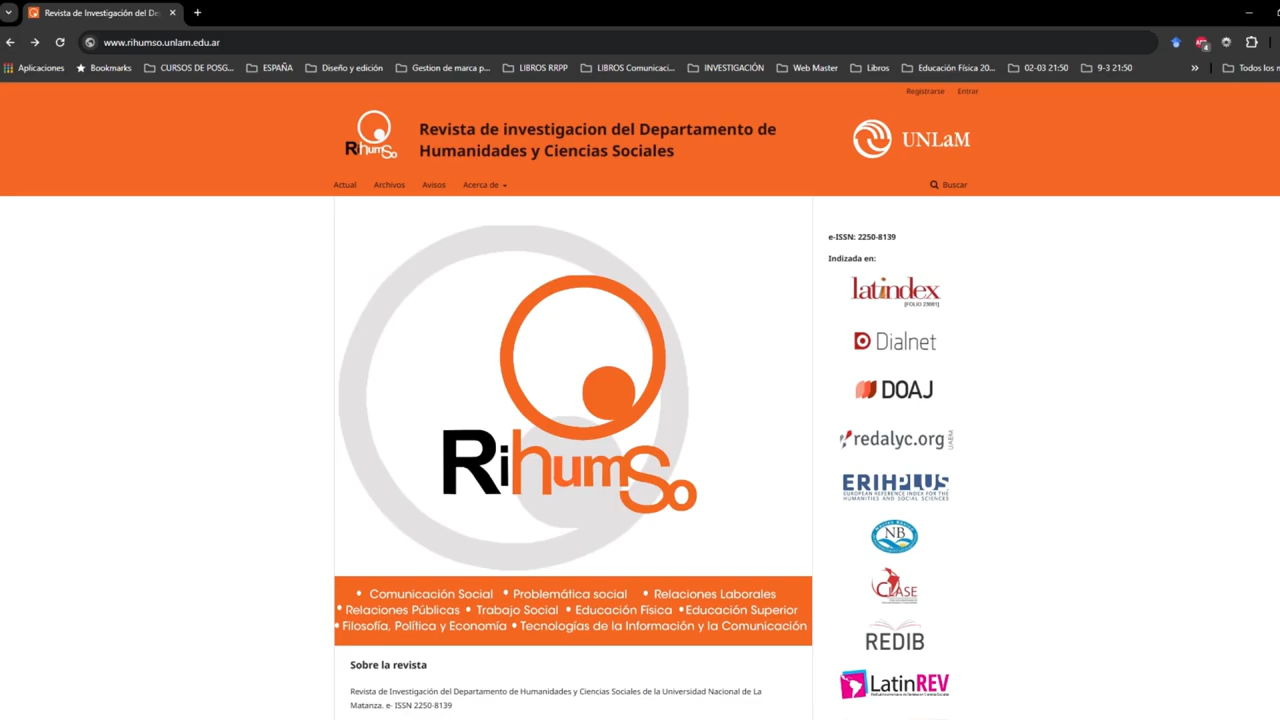 Revista de Investigación del De
www.rihumso.unlam.edu.ar
Aplicaciones Bookmarks CURSOS DE POSG... ESPAÑA Diseño y edición Gestion de marca p... LIBROS RRPP LIBROS Comunicaci... INVESTIGACIÓN Web Master Libros Educación Física 20... 02-03 21:50 9-3 21:50 » Todos los m
Registrarse Entrar
RihumSo
Revista de investigacion del Departamento de
Humanidades y Ciencias Sociales
UNLaM
Actual Archivos Avisos Acerca de Buscar
RihumSo
• Comunicación Social • Problemática social • Relaciones Laborales
• Relaciones Públicas • Trabajo Social • Educación Física • Educación Superior
• Filosofía, Política y Economía • Tecnologías de la Información y la Comunicación
Sobre la revista
Revista de Investigación del Departamento de Humanidades y Ciencias Sociales de la Universidad Nacional de La
Matanza. e- ISSN 2250-8139
e-ISSN: 2250-8139
Indizada en:
latindex
[FOLIO 23081]
Dialnet
DOAJ
redalyc.org UAEM
ERIHPLUS
EUROPEAN REFERENCE INDEX FOR THE
HUMANITIES AND SOCIAL SCIENCES
NB
CLASE
REDIB
LatinREV